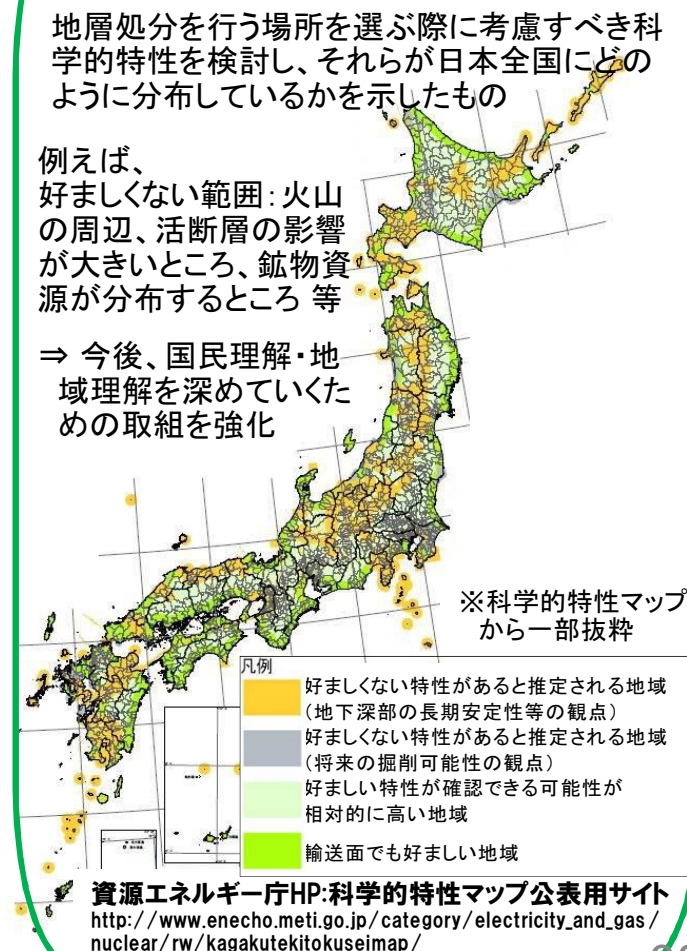 地層処分を行う場所を選ぶ際に考慮すべき科
学的特性を検討し、それらが日本全国にどの
ように分布しているかを示したもの
例えば、
好ましくない範囲：火山
の周辺、活断層の影響
が大きいところ、鉱物資
源が分布するところ 等
⇒ 今後、国民理解・地
域理解を深めていくた
めの取組を強化
※科学的特性マップ
から一部抜粋
凡例
好ましくない特性があると推定される地域
（地下深部の長期安定性等の観点）
好ましくない特性があると推定される地域
（将来の掘削可能性の観点）
好ましい特性が確認できる可能性が
相対的に高い地域
輸送面でも好ましい地域
資源エネルギー庁HP:科学的特性マップ公表用サイト
http://www.enecho.meti.go.jp/category/electricity_and_gas/
nuclear/rw/kagakutekitokuseimap/